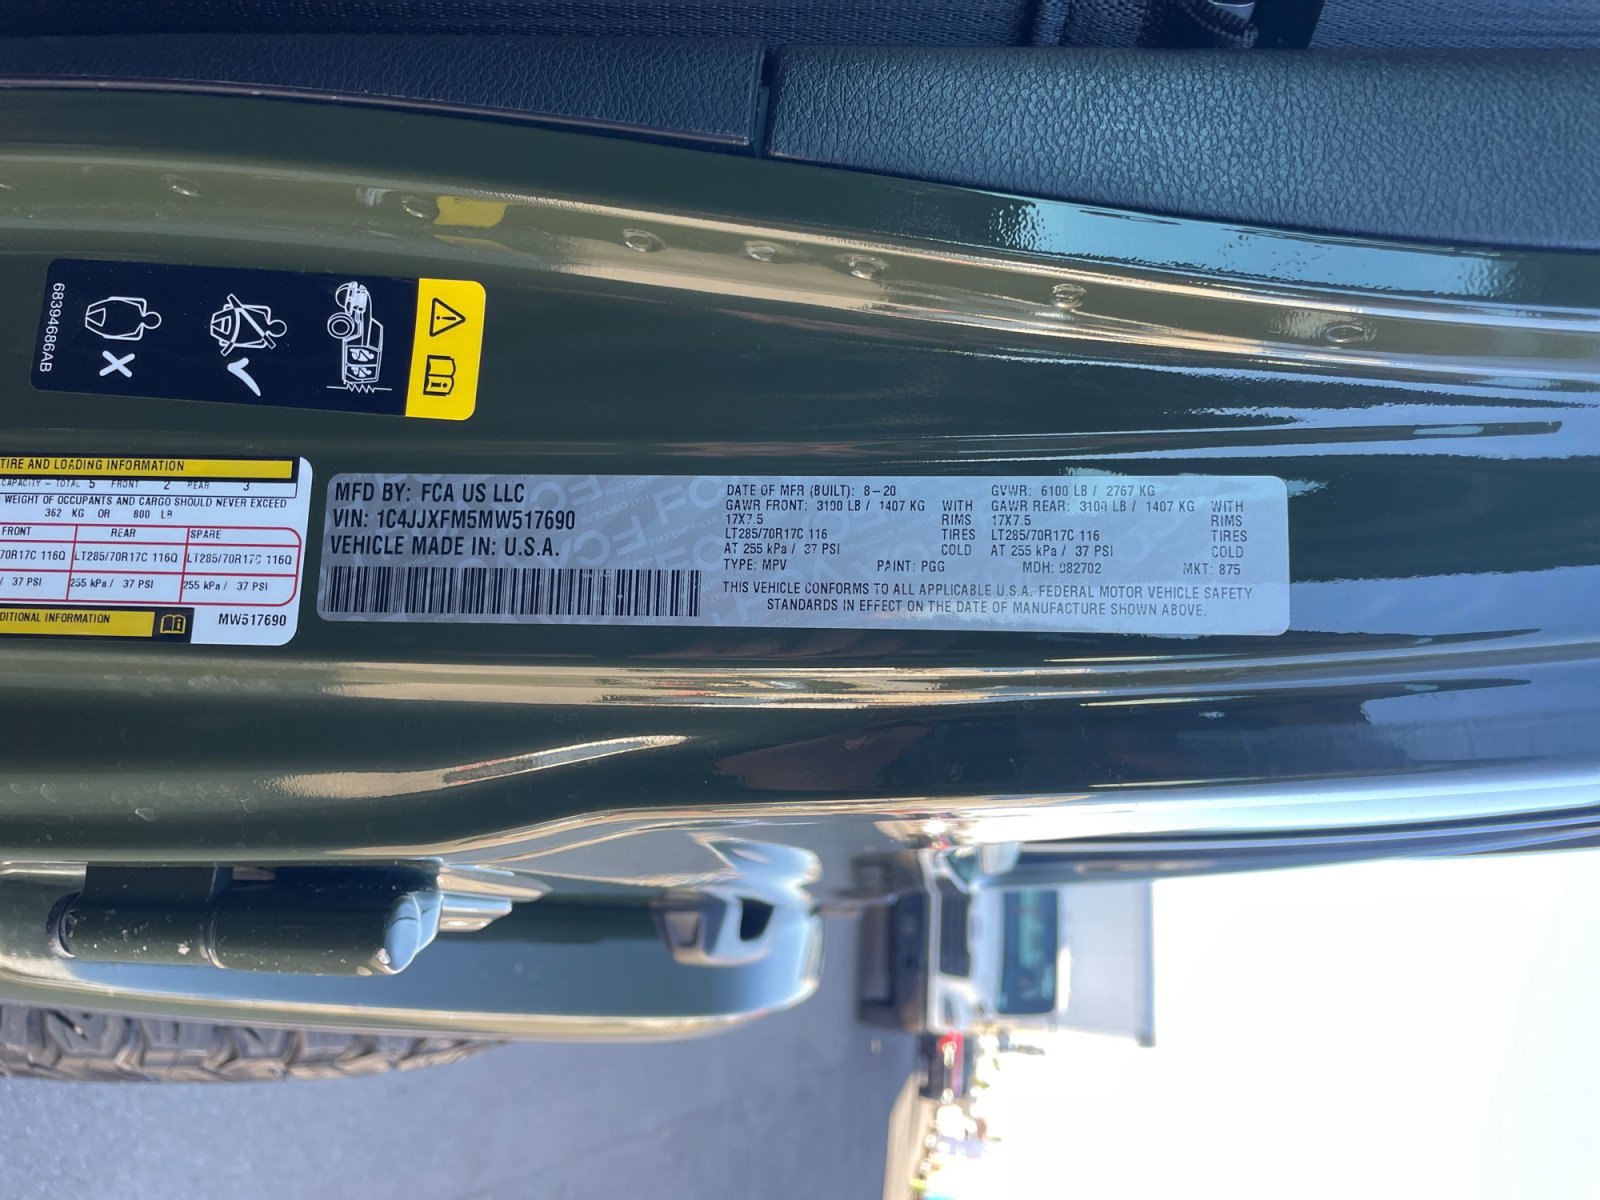 68394686AB
TIRE AND LOADING INFORMATION
CAPACITY - TOTAL 5 FRONT 2 REAR 3
WEIGHT OF OCCUPANTS AND CARGO SHOULD NEVER EXCEED
362 KG OR 800 LB
FRONT REAR SPARE
/70R17C 116Q LT285/70R17C 116Q LT285/70R17C 116Q
/ 37 PSI 255 kPa / 37 PSI 255 kPa / 37 PSI
DITIONAL INFORMATION
MW517690
MFD BY: FCA US LLC
VIN: 1C4JJXFM5MW517690
VEHICLE MADE IN: U.S.A.
DATE OF MFR (BUILT): 8-20 GVWR: 6100 LB / 2767 KG
GAWR FRONT: 3100 LB / 1407 KG WITH GAWR REAR: 3100 LB / 1407 KG WITH
17X7.5 RIMS 17X7.5 RIMS
LT285/70R17C 116 TIRES LT285/70R17C 116 TIRES
AT 255 kPa / 37 PSI COLD AT 255 kPa / 37 PSI COLD
TYPE: MPV PAINT: PGG MDH: 082702 MKT: 875
THIS VEHICLE CONFORMS TO ALL APPLICABLE U.S.A. FEDERAL MOTOR VEHICLE SAFETY
STANDARDS IN EFFECT ON THE DATE OF MANUFACTURE SHOWN ABOVE.